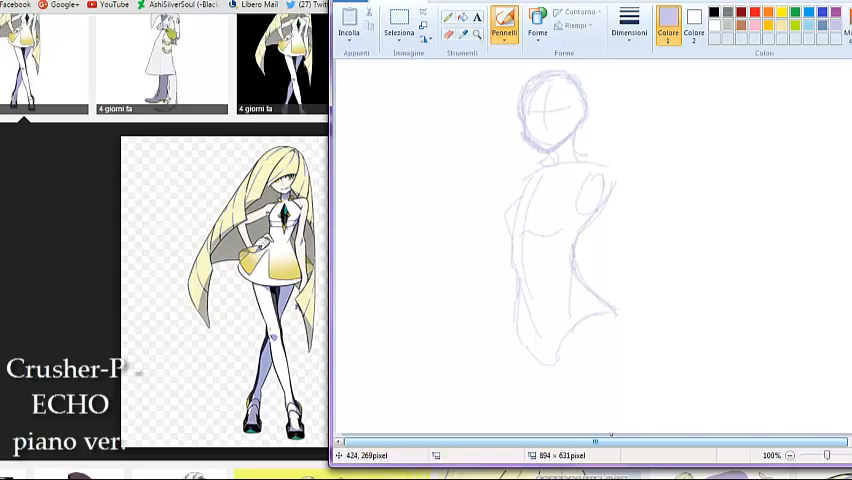 Facebook Google+ YouTube AshiSilverSoul (-Black Libero Mail (27) Twitter
4 giorni fa
4 giorni fa
Incolla
Seleziona
Pennelli
Forme
Contorno
Riempi
Dimensioni
Colore 1
Colore 2
Appunti Immagine Strumenti Forme Colori
Crusher-P -
ECHO
piano ver.
424, 269pixel 894 × 631pixel 100%